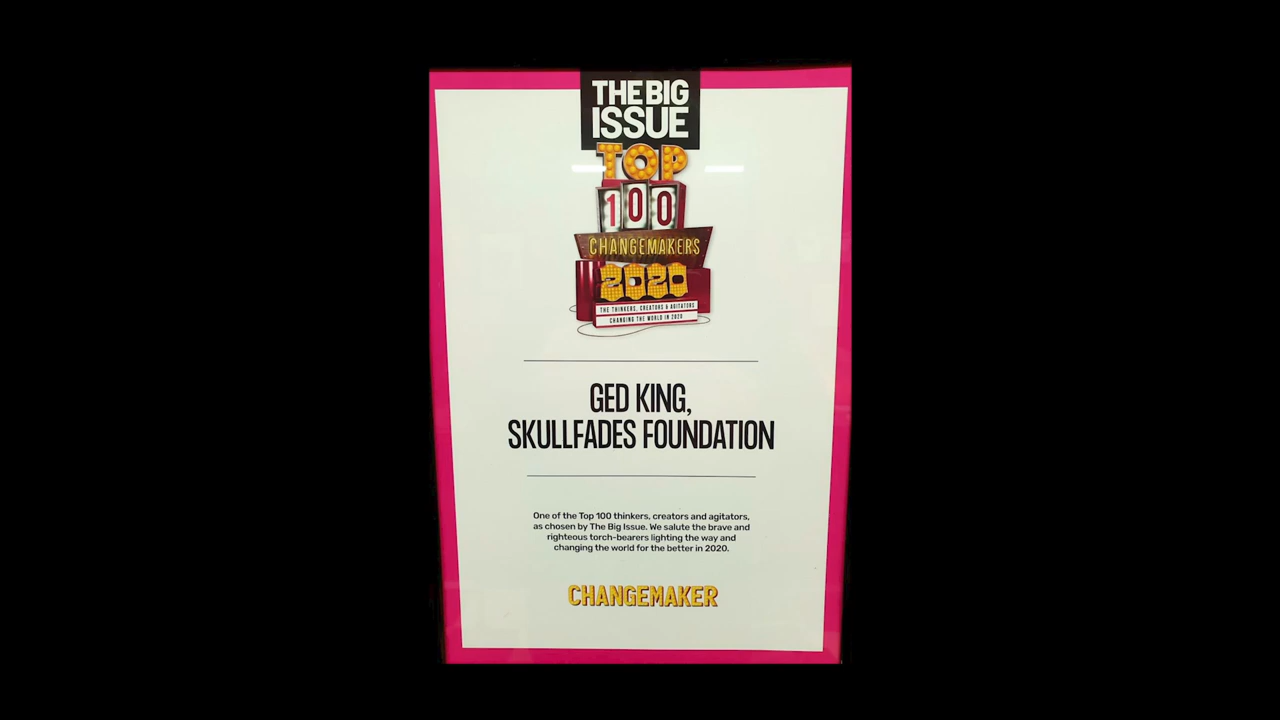 THE BIG
ISSUE
TOP
100
CHANGEMAKERS
2020
THE THINKERS, CREATORS & AGITATORS
CHANGING THE WORLD IN 2020
GED KING,
SKULLFADES FOUNDATION
One of the Top 100 thinkers, creators and agitators,
as chosen by The Big Issue. We salute the brave and
righteous torch-bearers lighting the way and
changing the world for the better in 2020.
CHANGEMAKER